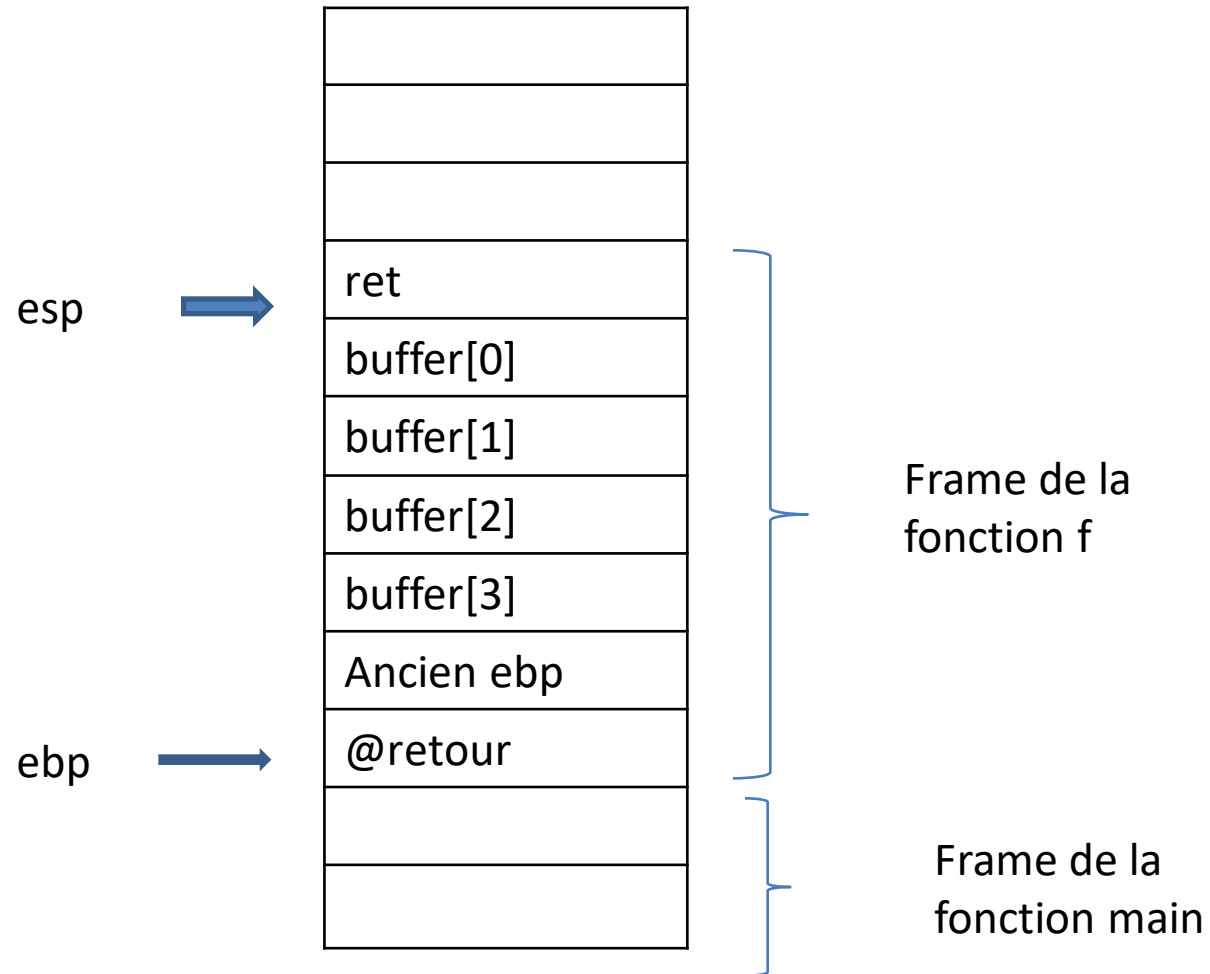 ret
esp
buffer[0]
buffer[1]
buffer[2]
buffer[3]
Ancien ebp
@retour
ebp
Frame de la
fonction f
Frame de la
fonction main